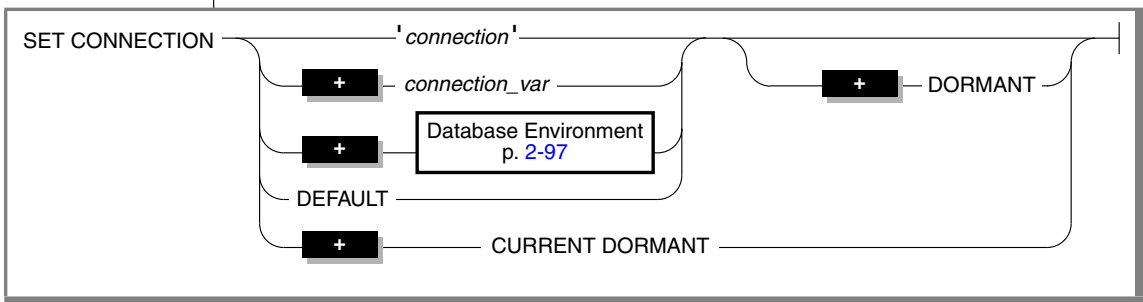 SET CONNECTION
'connection'
+ connection_var
+ DORMANT
+ Database Environment
p. 2-97
DEFAULT
+ CURRENT DORMANT